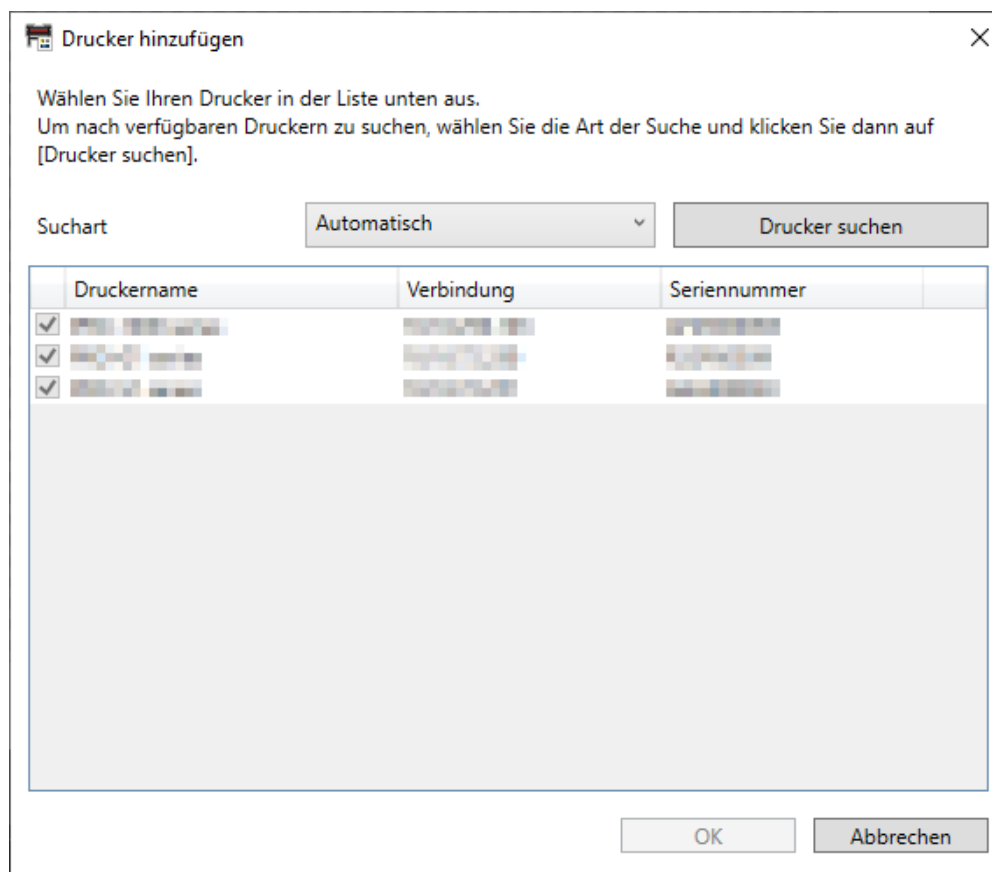 Drucker hinzufügen
Wählen Sie Ihren Drucker in der Liste unten aus.
Um nach verfügbaren Druckern zu suchen, wählen Sie die Art der Suche und klicken Sie dann auf
[Drucker suchen].
Suchart Automatisch Drucker suchen
Druckername Verbindung Seriennummer
OK Abbrechen